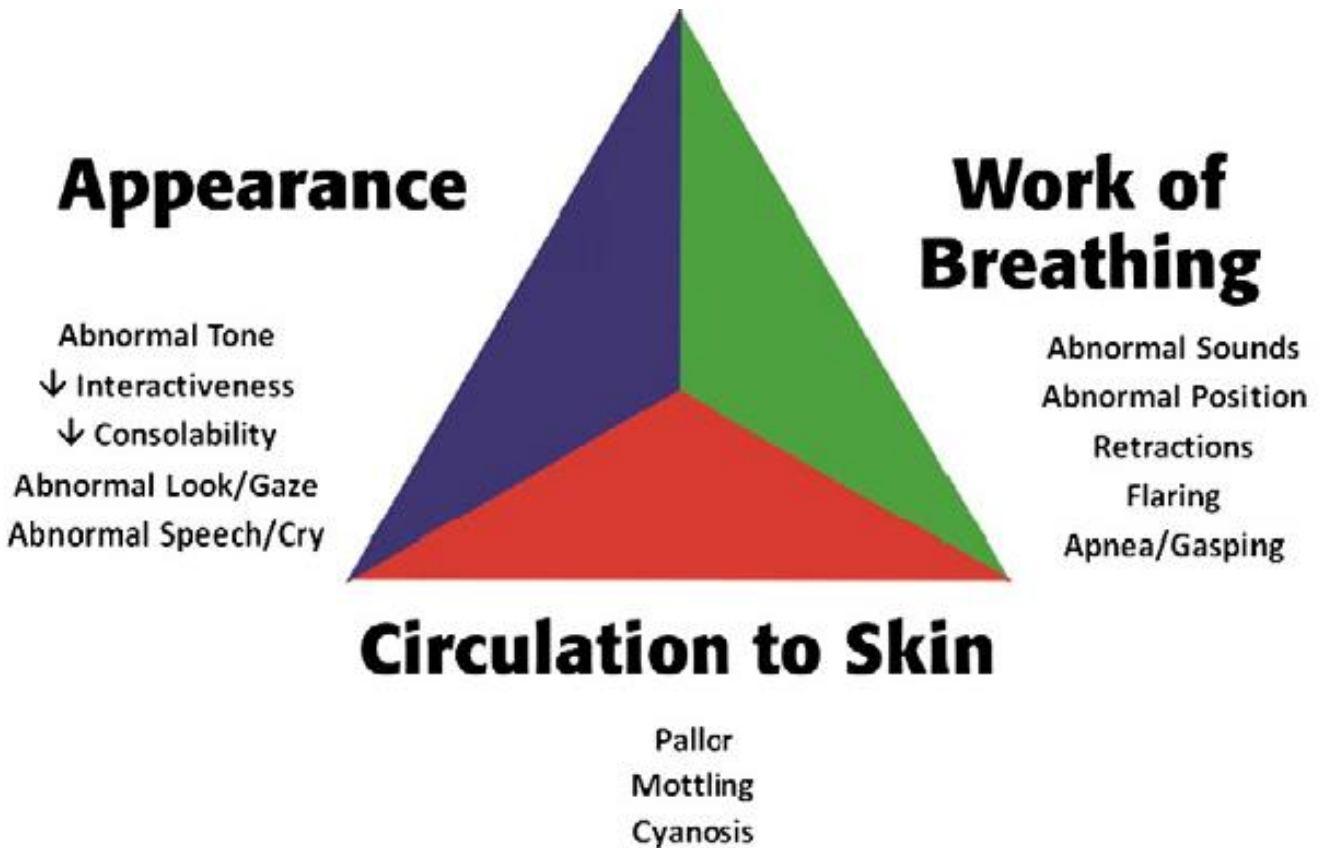 Appearance
Abnormal Tone
↓ Interactiveness
↓ Consolability
Abnormal Look/Gaze
Abnormal Speech/Cry
Work of
Breathing
Abnormal Sounds
Abnormal Position
Retractions
Flaring
Apnea/Gasping
Circulation to Skin
Pallor
Mottling
Cyanosis